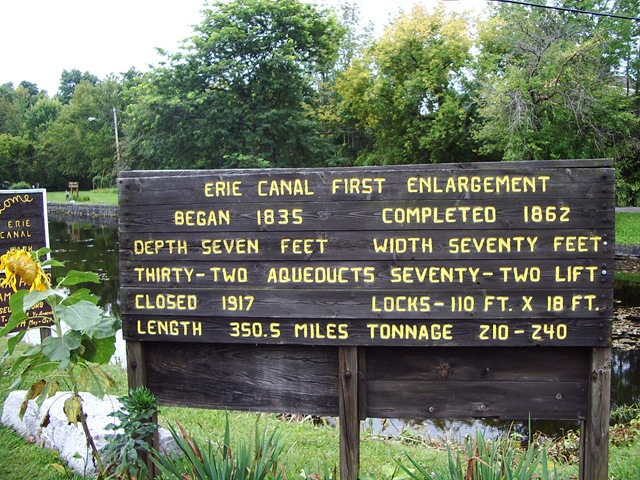 ERIE CANAL FIRST ENLARGEMENT
BEGAN 1835 COMPLETED 1862
DEPTH SEVEN FEET WIDTH SEVENTY FEET
THIRTY-TWO AQUEDUCTS SEVENTY-TWO LIFT
CLOSED 1917 LOCKS-110 FT. X 18 FT.
LENGTH 350.5 MILES TONNAGE 210-240
ERIE
CANAL